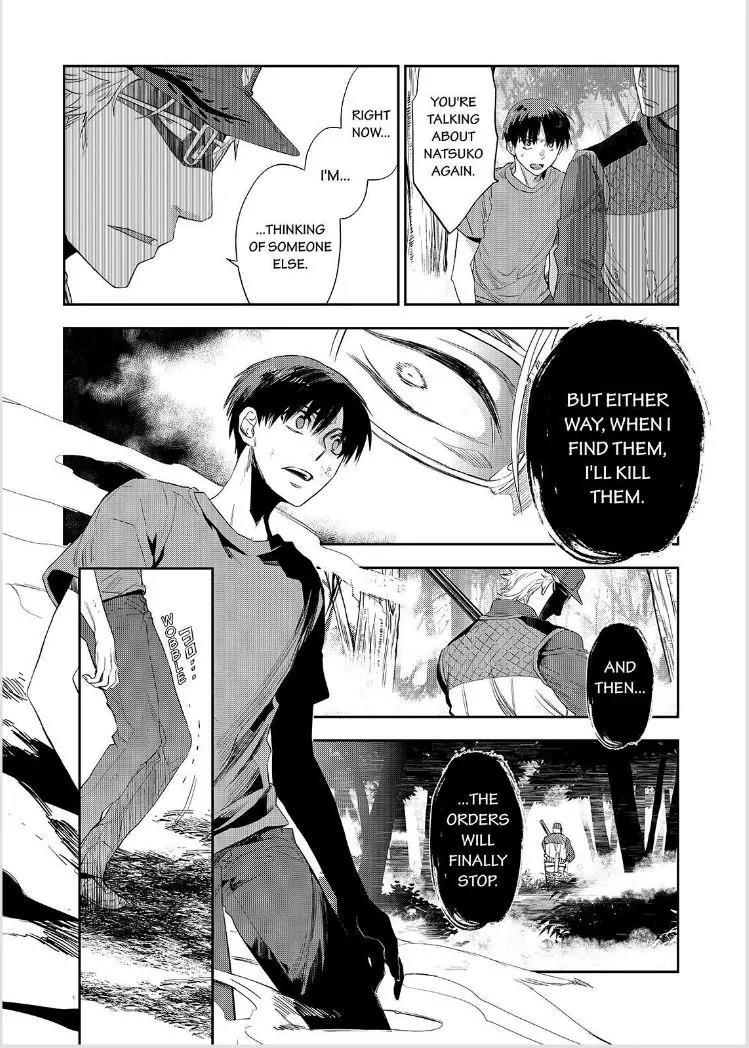 YOU'RE
TALKING
ABOUT
NATSUKO
AGAIN.
RIGHT
NOW...
I'M...
...THINKING
OF SOMEONE
ELSE.
BUT EITHER
WAY, WHEN I
FIND THEM,
I'LL KILL
THEM.
AND
THEN...
...THE
ORDERS
WILL
FINALLY
STOP.
WOBBLE